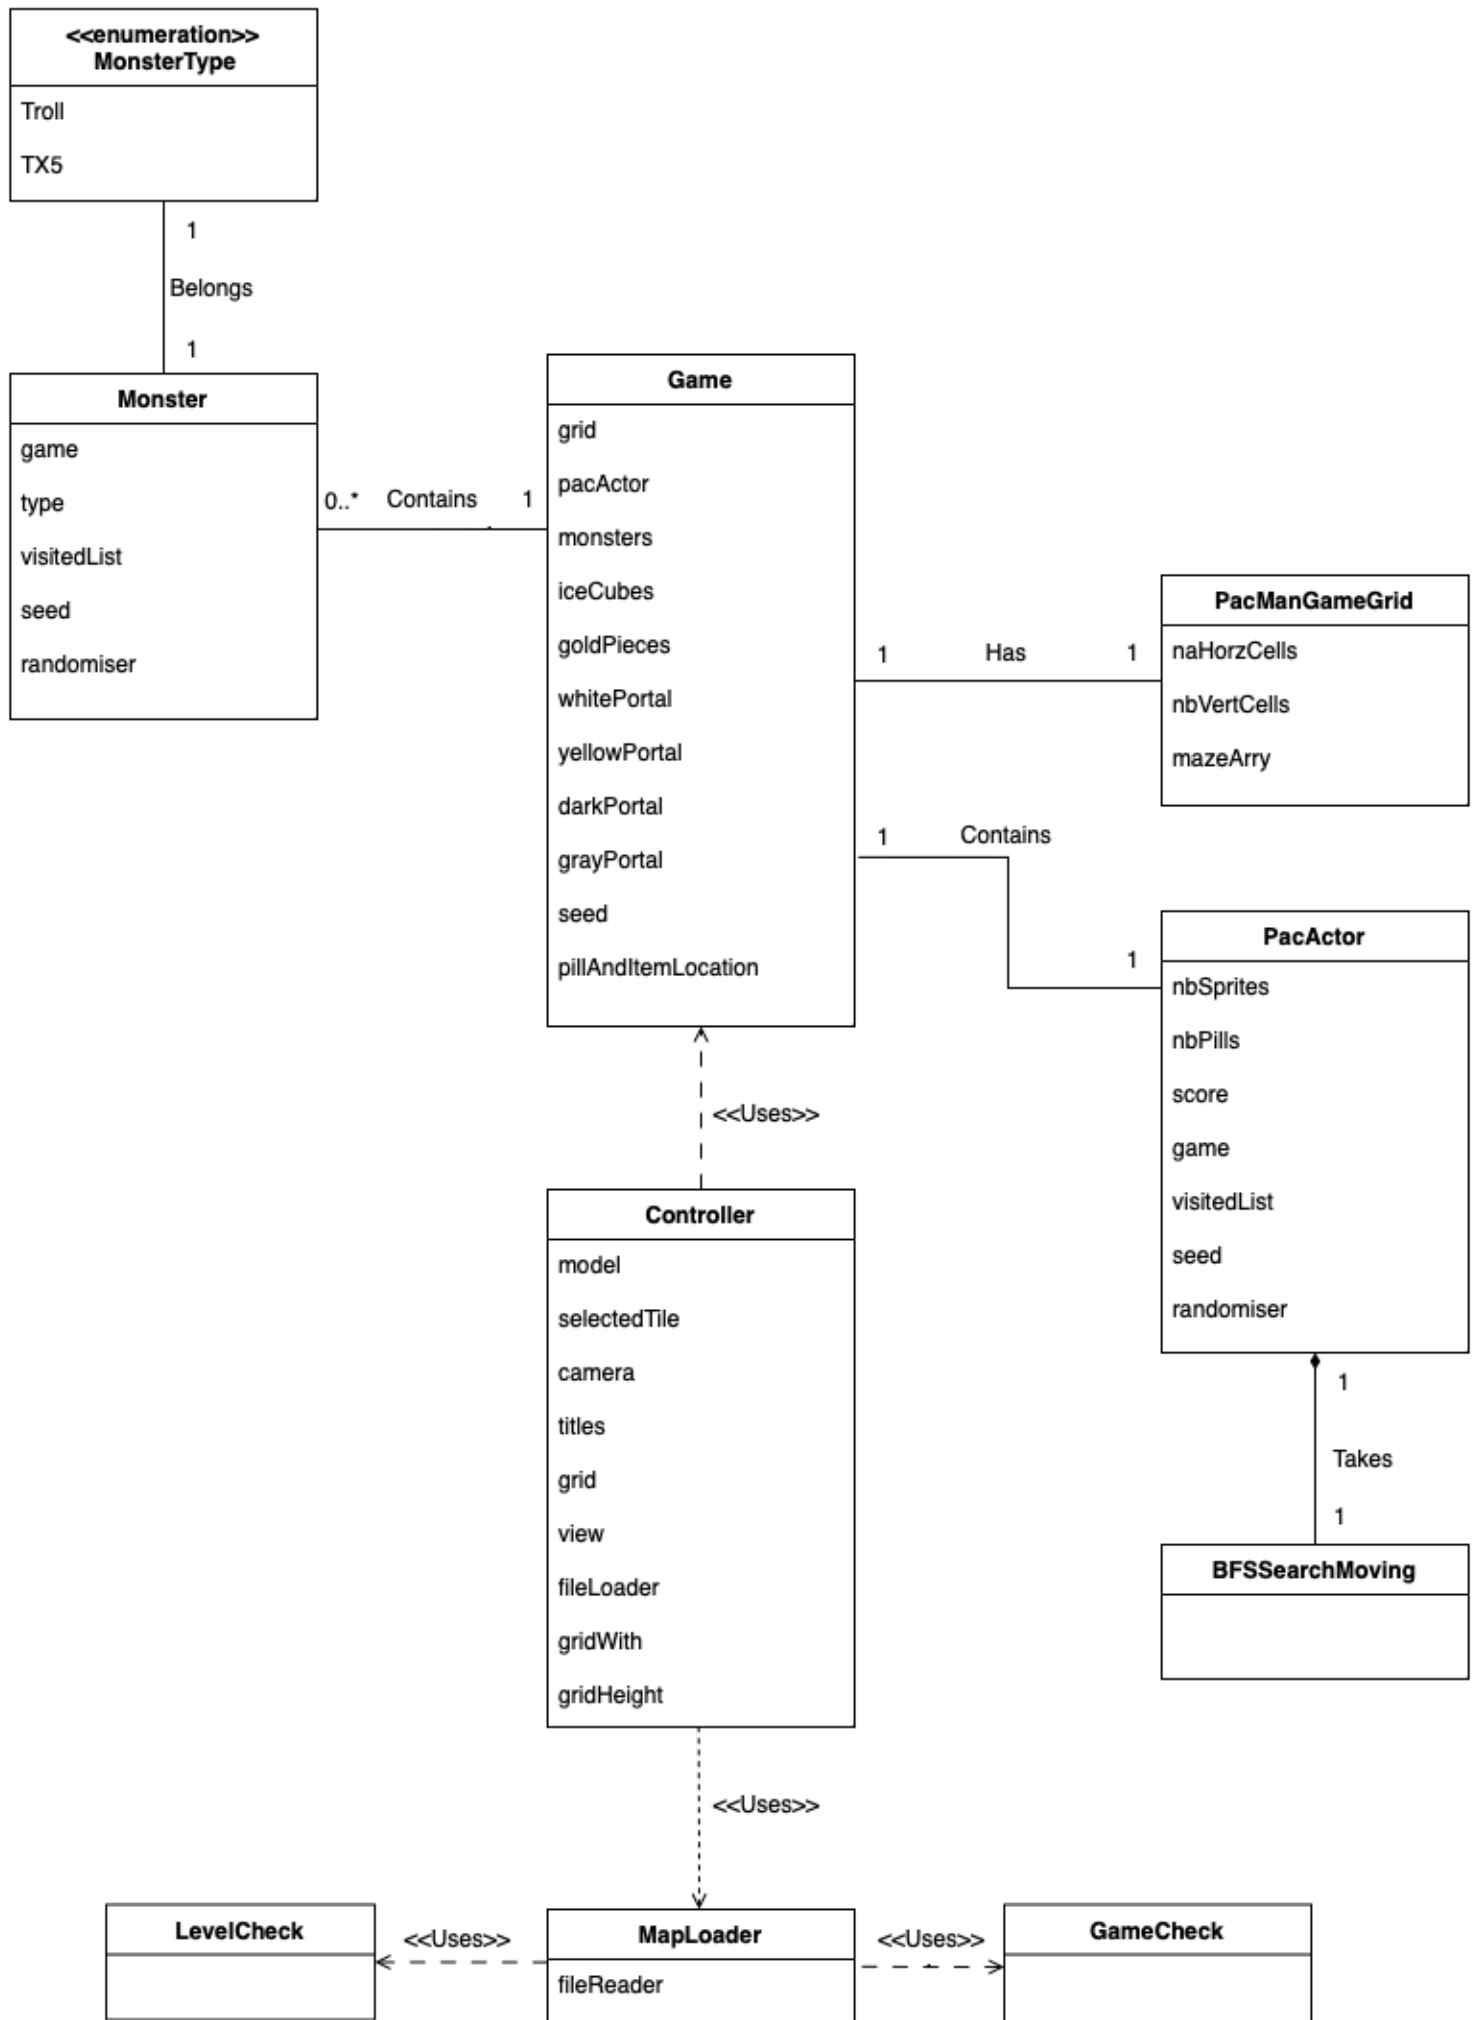 <<enumeration>>
MonsterType
Troll
TX5
1
Belongs
1
Monster
game
type
visitedList
seed
randomiser
0..* Contains 1
Game
grid
pacActor
monsters
iceCubes
goldPieces
whitePortal
yellowPortal
darkPortal
grayPortal
seed
pillAndItemLocation
1 Has 1
PacManGameGrid
naHorzCells
nbVertCells
mazeArry
1 Contains
1
PacActor
nbSprites
nbPills
score
game
visitedList
seed
randomiser
1
Takes
1
BFSSearchMoving
<<Uses>>
Controller
model
selectedTile
camera
titles
grid
view
fileLoader
gridWith
gridHeight
<<Uses>>
LevelCheck
<<Uses>>
MapLoader
fileReader
<<Uses>>
GameCheck